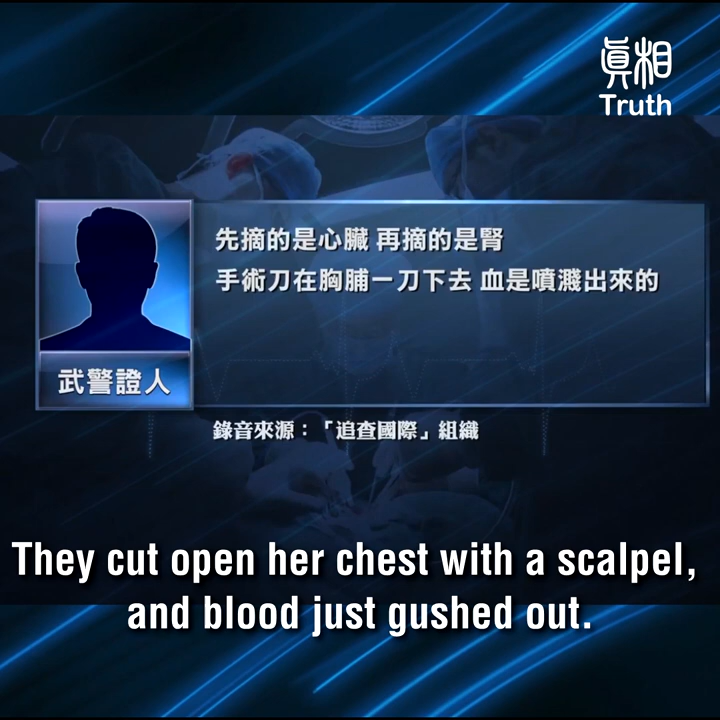 真相
Truth
先摘的是心臟 再摘的是腎
手術刀在胸脯一刀下去 血是噴濺出來的
武警證人
錄音來源：「追查國際」組織
They cut open her chest with a scalpel,
and blood just gushed out.